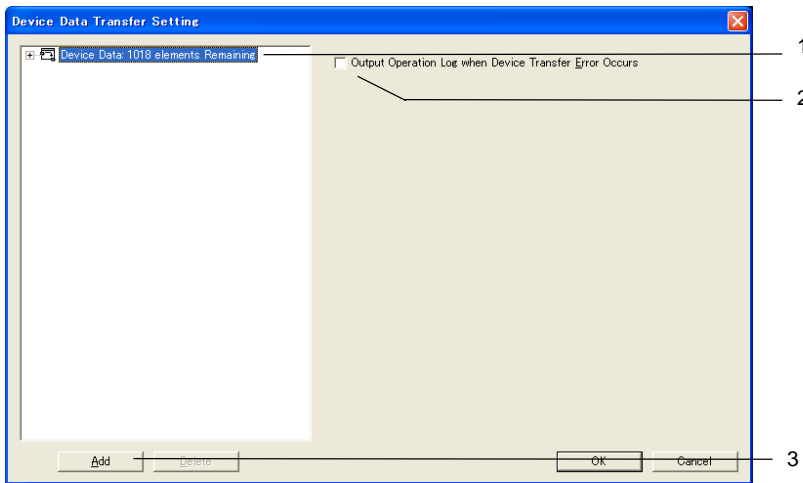 Device Data Transfer Setting
Device Data: 1018 elements Remaining
1
Output Operation Log when Device Transfer Error Occurs
2
Add
Delete
OK
Cancel
3